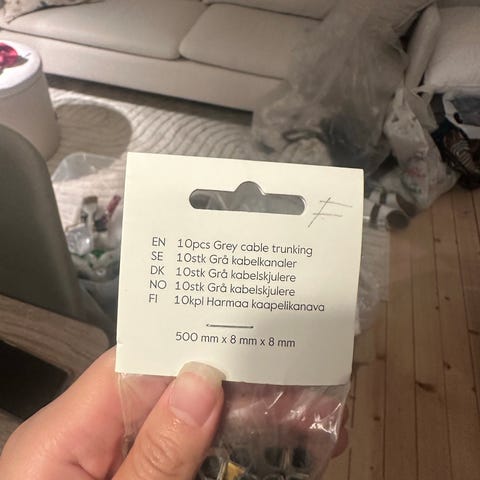 F
EN 10pcs Grey cable trunking
SE 10stk Grå kabelkanaler
DK 10stk Grå kabelskjulere
NO 10stk Grå kabelskjulere
FI 10kpl Harmaa kaapelikanava
500 mm x 8 mm x 8 mm